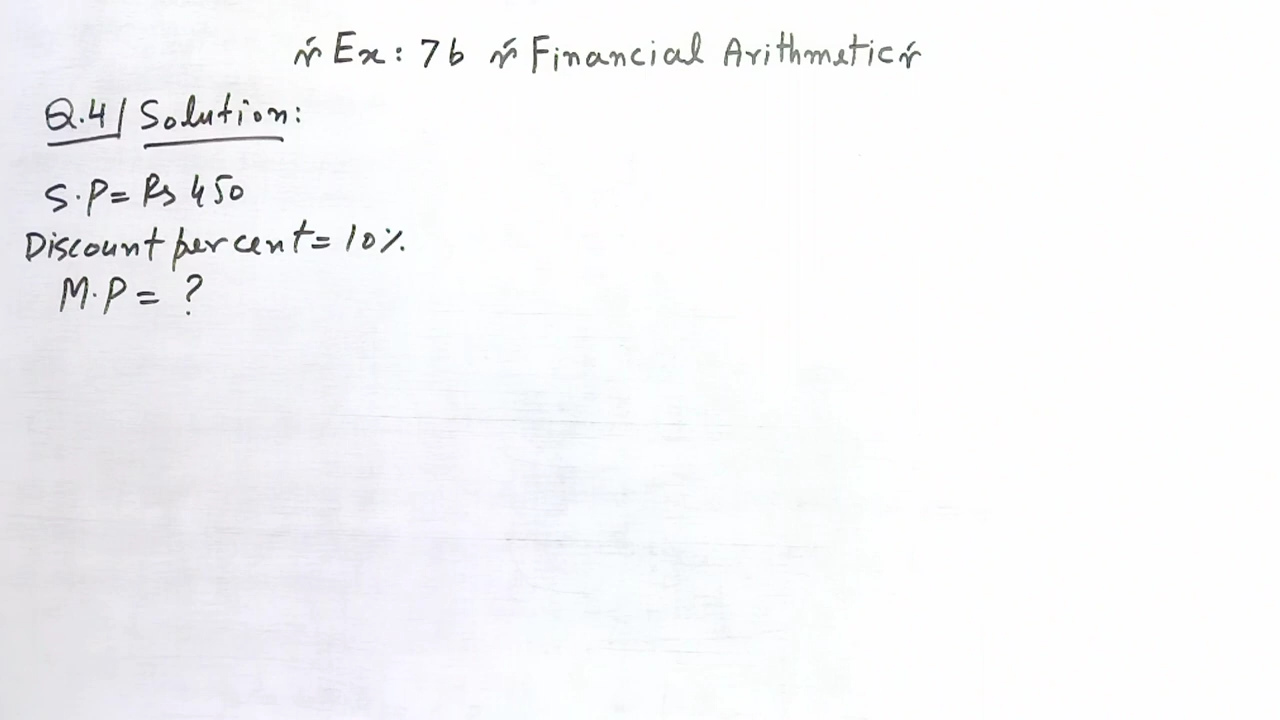 Ex: 7b Financial Arithmetic
Q.4/ Solution:
S.P= Rs 450
Discount percent= 10%
M.P= ?